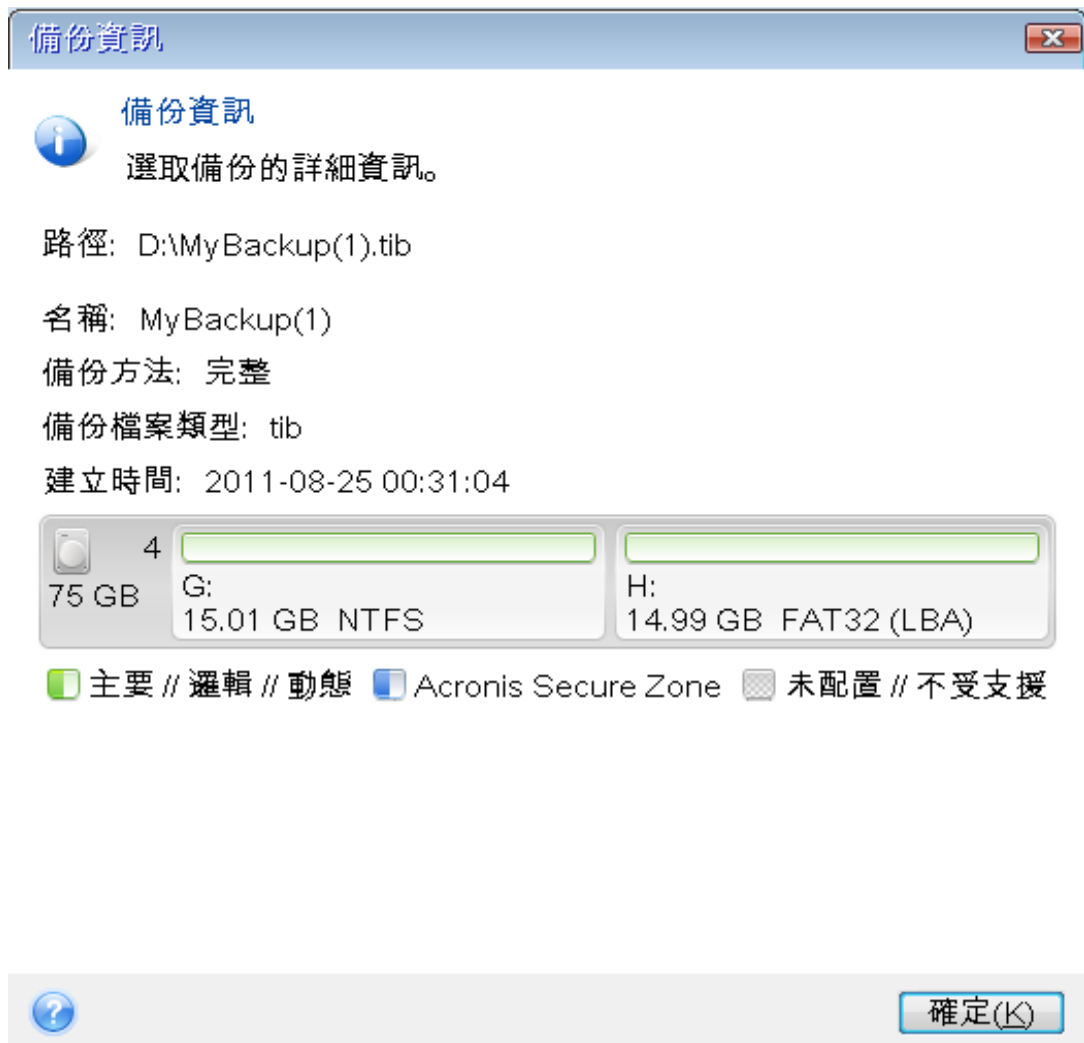 備份資訊
備份資訊
選取備份的詳細資訊。
路徑: D:\MyBackup(1).tib
名稱: MyBackup(1)
備份方法: 完整
備份檔案類型: tib
建立時間: 2011-08-25 00:31:04
4
75 GB
G:
15.01 GB NTFS
H:
14.99 GB FAT32 (LBA)
主要 // 邏輯 // 動態 Acronis Secure Zone 未配置 // 不受支援
確定(K)